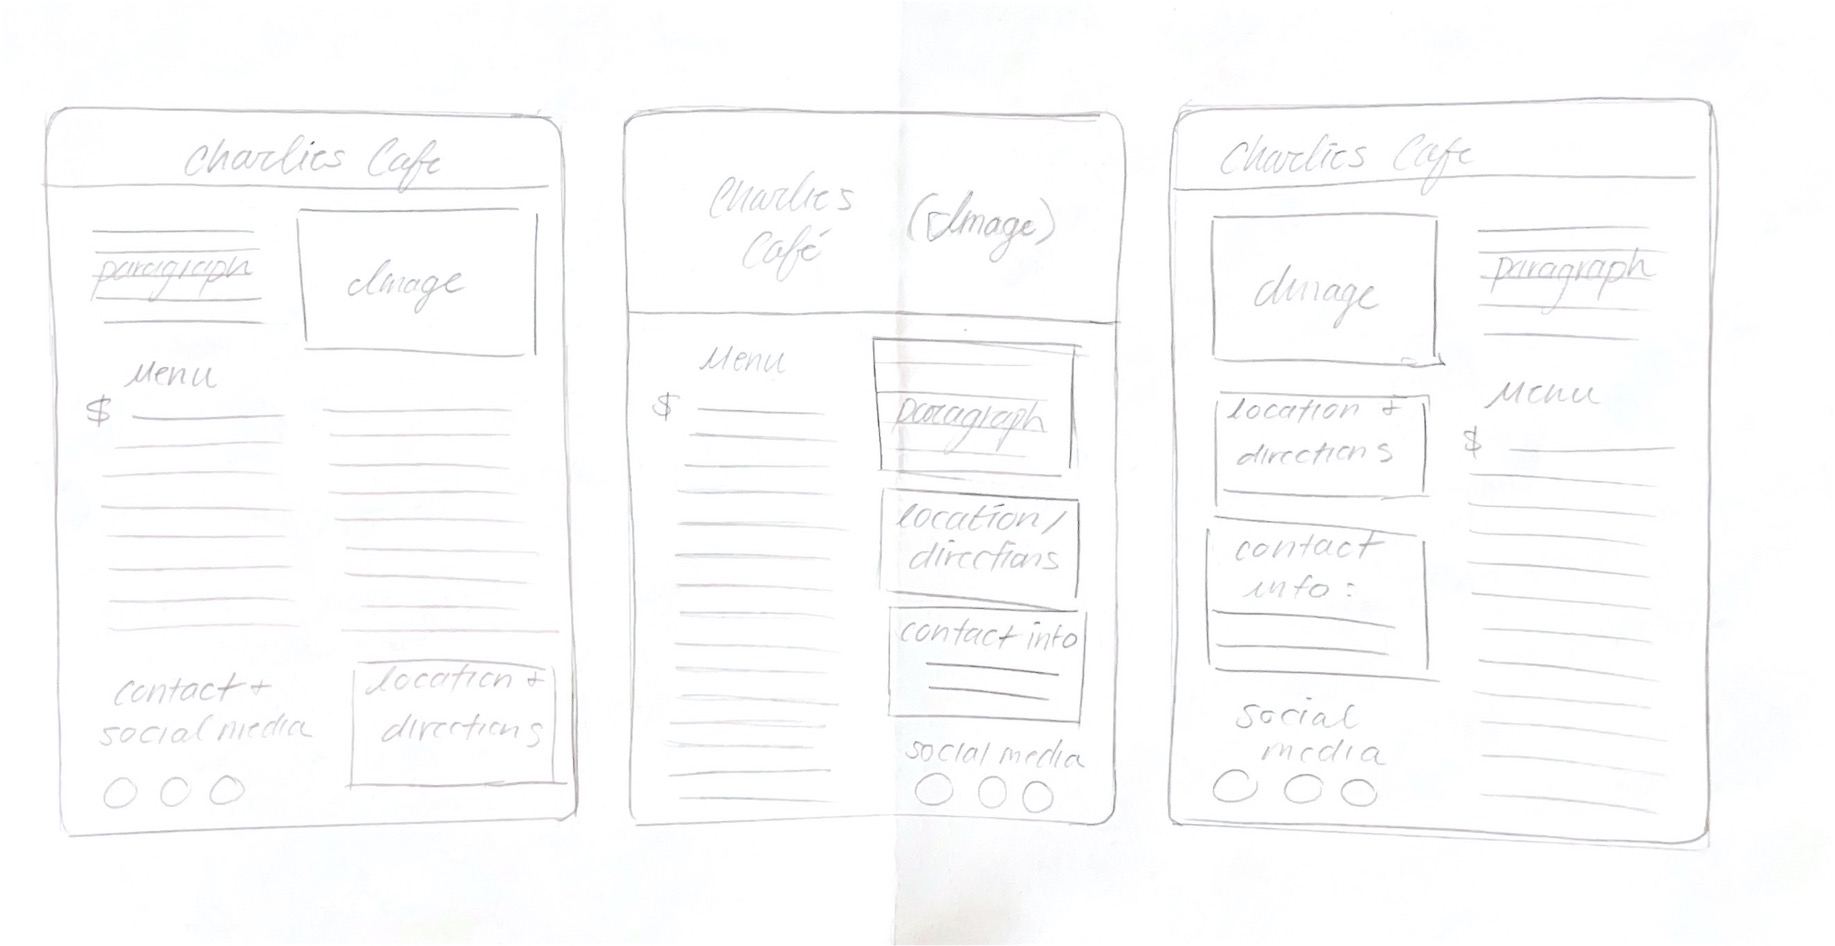 Charlies Cafe
paragraph
Image
Menu
$
contact +
social media
location +
directions
Charlies
Café
(Image)
Menu
$
paragraph
location/
directions
contact info
social media
Charlies Cafe
Image
paragraph
location +
directions
Menu
$
contact
info:
social
media